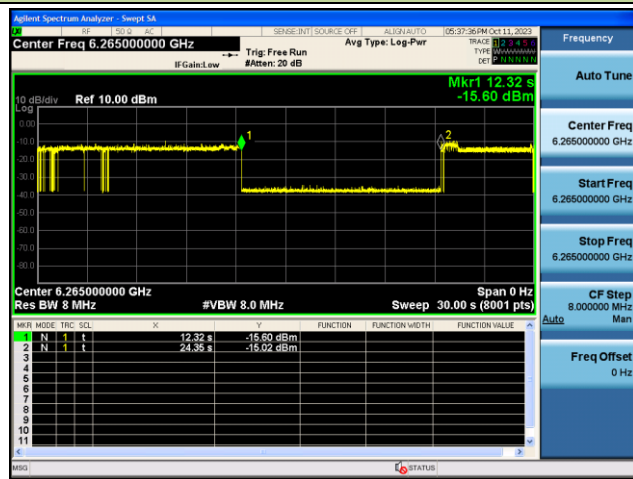 Agilent Spectrum Analyzer - Swept SA
RF 50 Ω AC SENSE:INT SOURCE OFF ALIGNAUTO 05:37:36 PM Oct 11, 2023
Center Freq 6.265000000 GHz
Avg Type: Log-Pwr
TRACE 1 2 3 4 5 6
TYPE
DET P N N N N N
IFGain:Low
Trig: Free Run
#Atten: 20 dB
Mkr1 12.32 s
-15.60 dBm
10 dB/div Ref 10.00 dBm
Log
0.00
-10.0
-20.0
-30.0
-40.0
-50.0
-60.0
-70.0
-80.0
1
2
Center 6.265000000 GHz Span 0 Hz
Res BW 8 MHz #VBW 8.0 MHz Sweep 30.00 s (8001 pts)
MKR MODE TRC SCL X Y FUNCTION FUNCTION WIDTH FUNCTION VALUE
1 N 1 t 12.32 s -15.60 dBm
2 N 1 t 24.35 s -15.02 dBm
3
4
5
6
7
8
9
10
11
MSG STATUS
Frequency
Auto Tune
Center Freq
6.265000000 GHz
Start Freq
6.265000000 GHz
Stop Freq
6.265000000 GHz
CF Step
8.000000 MHz
Auto Man
Freq Offset
0 Hz